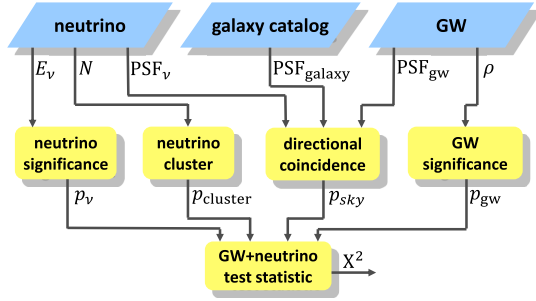 neutrino galaxy catalog GW
E_ν N PSF_ν PSF_galaxy PSF_gw ρ
neutrino neutrino directional GW
significance cluster coincidence significance
p_ν p_cluster p_sky p_gw
GW+neutrino
test statistic X²